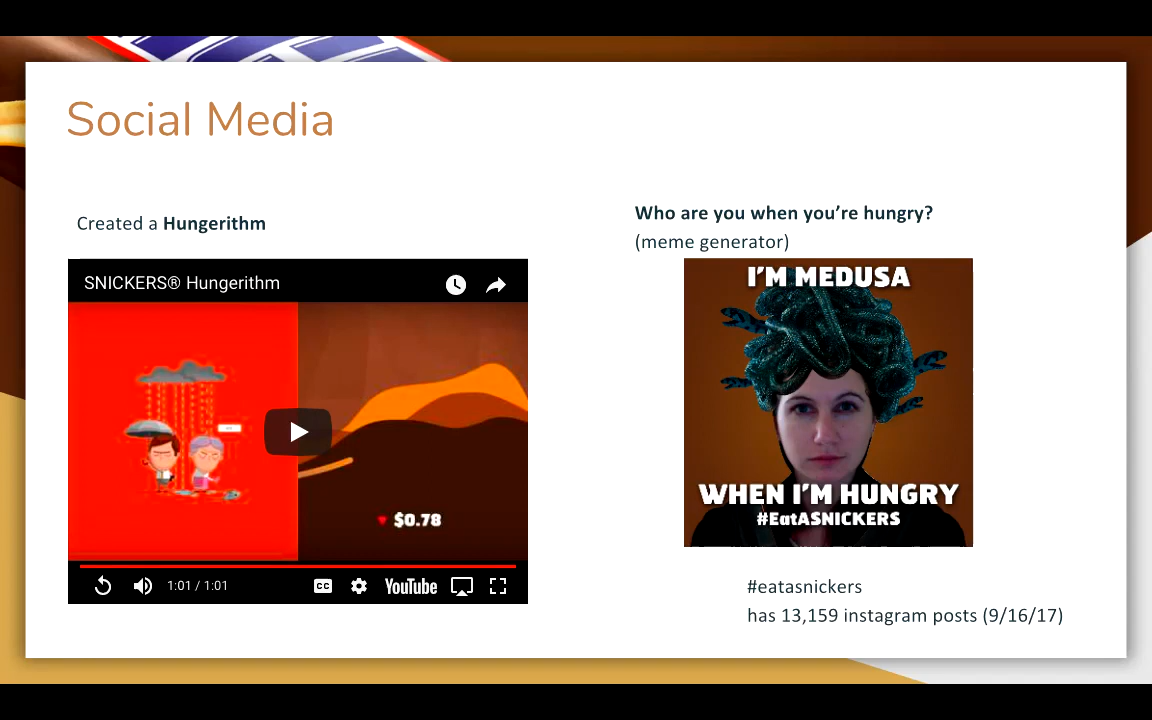 Social Media
Created a Hungerithm
SNICKERS® Hungerithm
$0.78
1:01 / 1:01
CC
YouTube
Who are you when you're hungry?
(meme generator)
I'M MEDUSA
WHEN I'M HUNGRY
#EatASNICKERS
#eatasnickers
has 13,159 instagram posts (9/16/17)